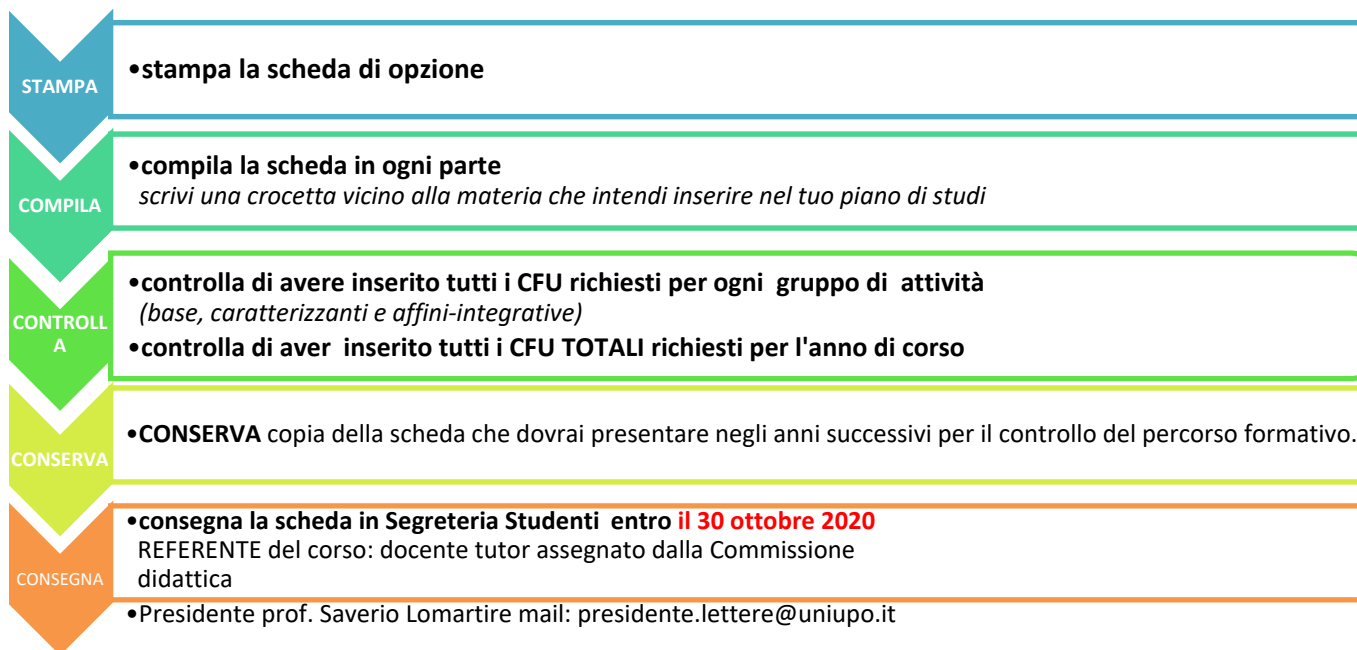 STAMPA
•stampa la scheda di opzione
COMPILA
•compila la scheda in ogni parte
scrivi una crocetta vicino alla materia che intendi inserire nel tuo piano di studi
CONTROLL
A
•controlla di avere inserito tutti i CFU richiesti per ogni gruppo di attività
(base, caratterizzanti e affini-integrative)
•controlla di aver inserito tutti i CFU TOTALI richiesti per l'anno di corso
CONSERVA
•CONSERVA copia della scheda che dovrai presentare negli anni successivi per il controllo del percorso formativo.
CONSEGNA
•consegna la scheda in Segreteria Studenti entro il 30 ottobre 2020
REFERENTE del corso: docente tutor assegnato dalla Commissione
didattica
•Presidente prof. Saverio Lomartire mail: presidente.lettere@uniupo.it